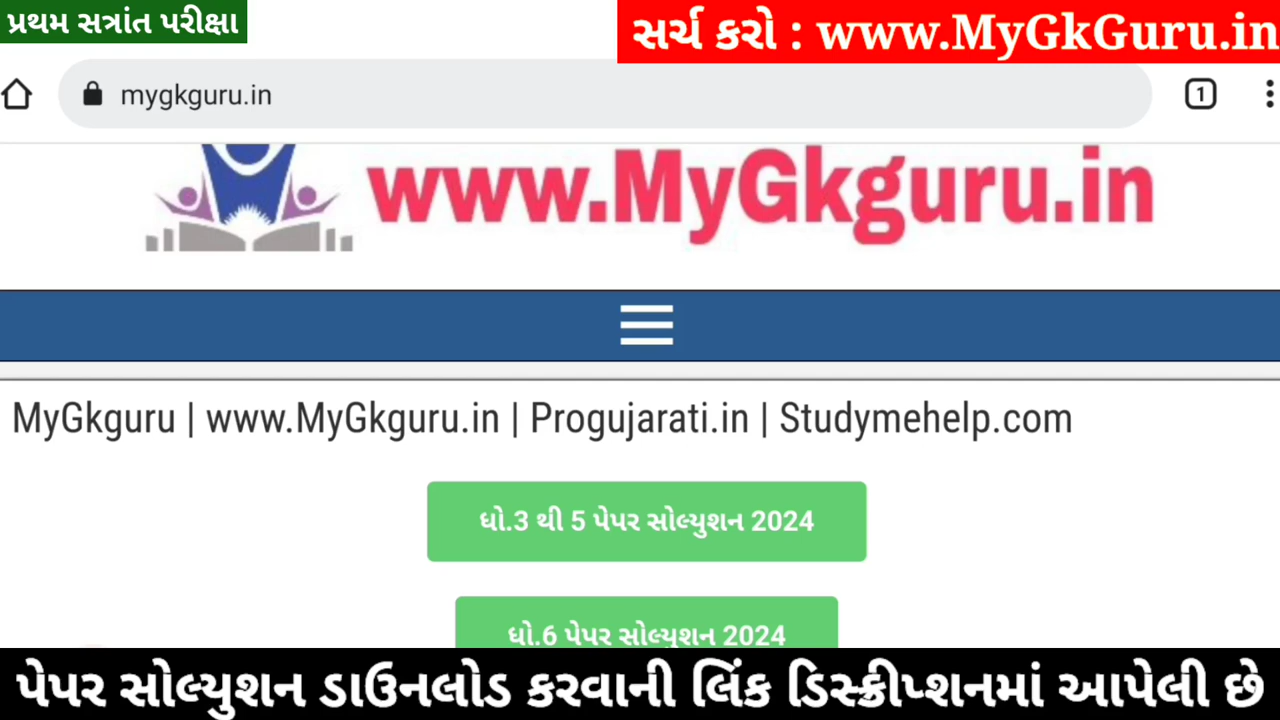 પ્રથમ સત્રાંત પરીક્ષા
સર્ચ કરો : www.MyGkGuru.in
mygkguru.in
1
www.MyGkguru.in
MyGkguru | www.MyGkguru.in | Progujarati.in | Studymehelp.com
ધો.3 થી 5 પેપર સોલ્યુશન 2024
ધો.6 પેપર સોલ્યુશન 2024
પેપર સોલ્યુશન ડાઉનલોડ કરવાની લિંક ડિસ્ક્રીપ્શનમાં આપેલી છે